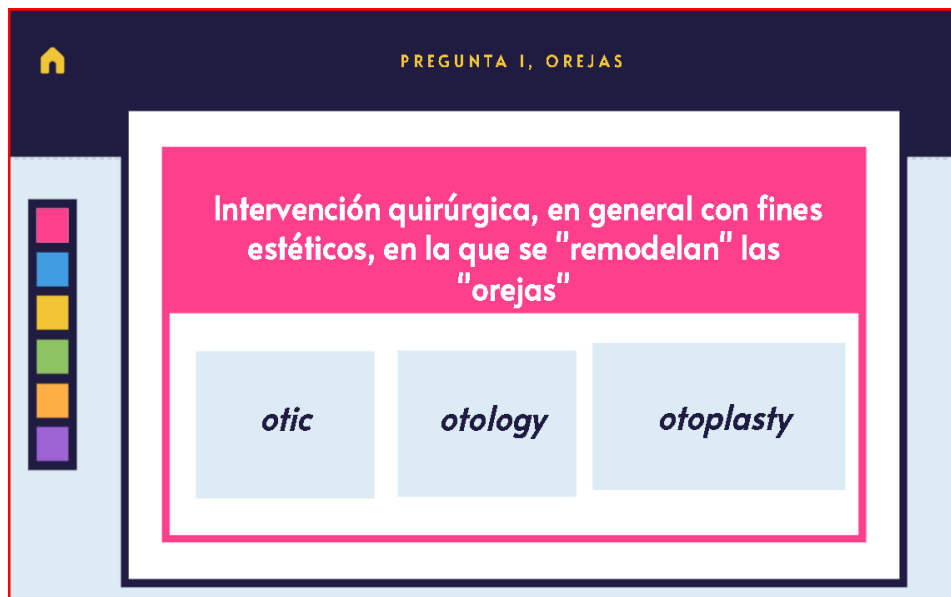 PREGUNTA I, OREJAS
Intervención quirúrgica, en general con fines
estéticos, en la que se "remodelan" las
"orejas"
otic
otology
otoplasty